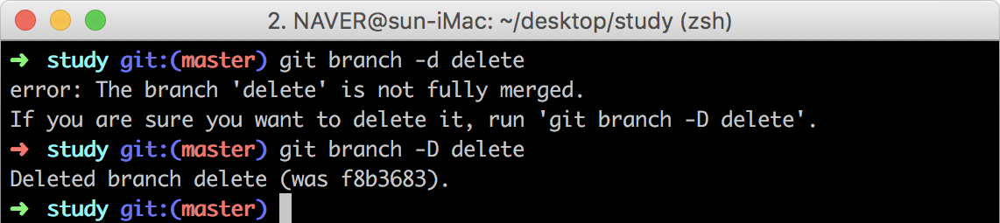 2. NAVER@sun-iMac: ~/desktop/study (zsh)
➜ study git:(master) git branch -d delete
error: The branch 'delete' is not fully merged.
If you are sure you want to delete it, run 'git branch -D delete'.
➜ study git:(master) git branch -D delete
Deleted branch delete (was f8b3683).
➜ study git:(master)